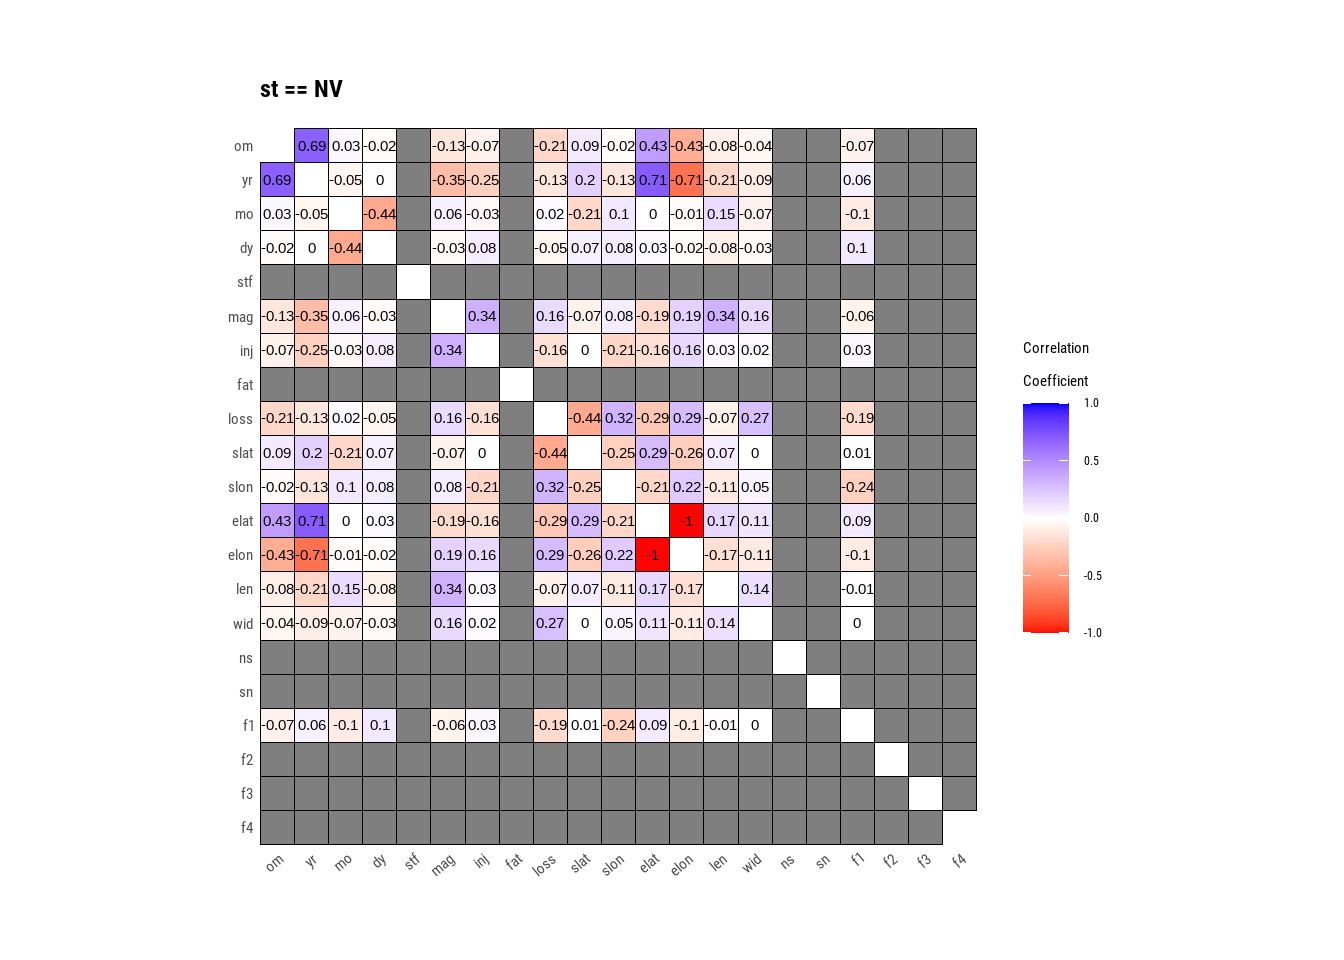 st == NV
om 0.69 0.03 -0.02 -0.13 -0.07 -0.21 0.09 -0.02 0.43 -0.43 -0.08 -0.04 -0.07
yr 0.69 -0.05 0 -0.35 -0.25 -0.13 0.2 -0.13 0.71 -0.71 -0.21 -0.09 0.06
mo 0.03 -0.05 -0.44 0.06 -0.03 0.02 -0.21 0.1 0 -0.01 0.15 -0.07 -0.1
dy -0.02 0 -0.44 -0.03 0.08 -0.05 0.07 0.08 0.03 -0.02 -0.08 -0.03 0.1
stf
mag -0.13 -0.35 0.06 -0.03 0.34 0.16 -0.07 0.08 -0.19 0.19 0.34 0.16 -0.06
inj -0.07 -0.25 -0.03 0.08 0.34 -0.16 0 -0.21 -0.16 0.16 0.03 0.02 0.03
fat
loss -0.21 -0.13 0.02 -0.05 0.16 -0.16 -0.44 0.32 -0.29 0.29 -0.07 0.27 -0.19
slat 0.09 0.2 -0.21 0.07 -0.07 0 -0.44 -0.25 0.29 -0.26 0.07 0 0.01
slon -0.02 -0.13 0.1 0.08 0.08 -0.21 0.32 -0.25 -0.21 0.22 -0.11 0.05 -0.24
elat 0.43 0.71 0 0.03 -0.19 -0.16 -0.29 0.29 -0.21 -1 0.17 0.11 0.09
elon -0.43 -0.71 -0.01 -0.02 0.19 0.16 0.29 -0.26 0.22 -1 -0.17 -0.11 -0.1
len -0.08 -0.21 0.15 -0.08 0.34 0.03 -0.07 0.07 -0.11 0.17 -0.17 0.14 -0.01
wid -0.04 -0.09 -0.07 -0.03 0.16 0.02 0.27 0 0.05 0.11 -0.11 0.14 0
ns
sn
f1 -0.07 0.06 -0.1 0.1 -0.06 0.03 -0.19 0.01 -0.24 0.09 -0.1 -0.01 0
f2
f3
f4
om yr mo dy stf mag inj fat loss slat slon elat elon len wid ns sn f1 f2 f3 f4
Correlation
Coefficient
1.0
0.5
0.0
-0.5
-1.0